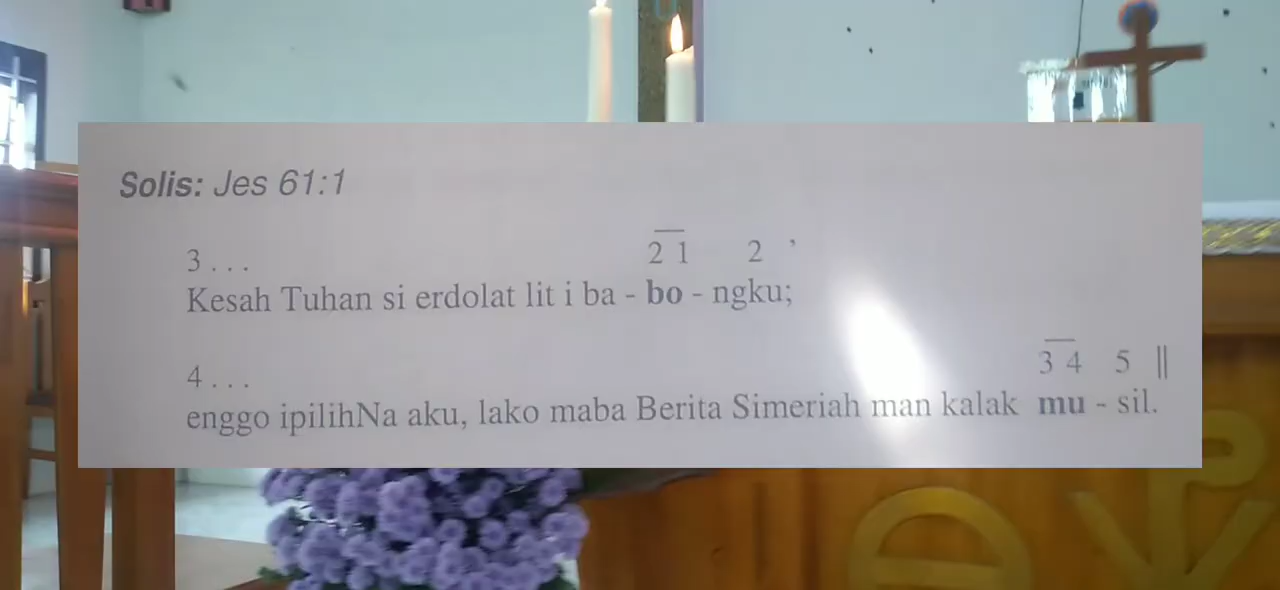 Solis: Jes 61:1
3 . . . 2 1 2 ’
Kesah Tuhan si erdolat lit i ba - bo - ngku;
4 . . . 3 4 5 ||
enggo ipilihNa aku, lako maba Berita Simeriah man kalak mu - sil.